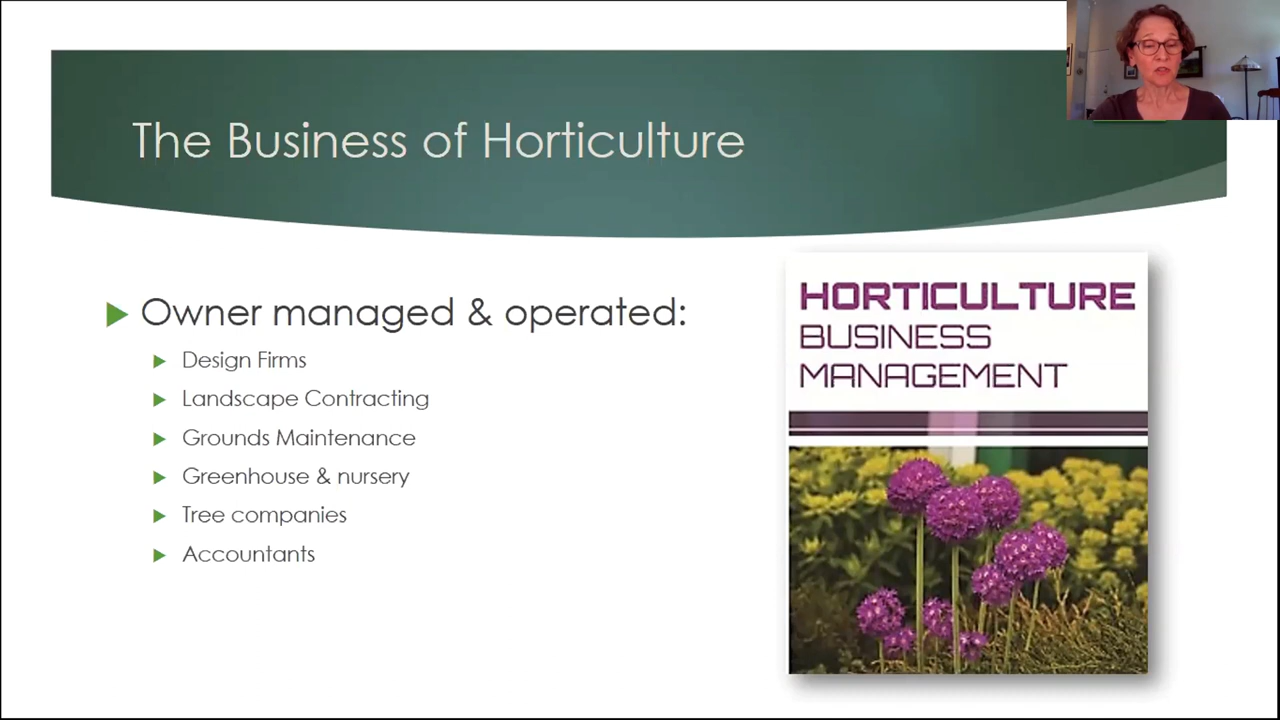 The Business of Horticulture
Owner managed & operated:
Design Firms
Landscape Contracting
Grounds Maintenance
Greenhouse & nursery
Tree companies
Accountants
HORTICULTURE
BUSINESS
MANAGEMENT